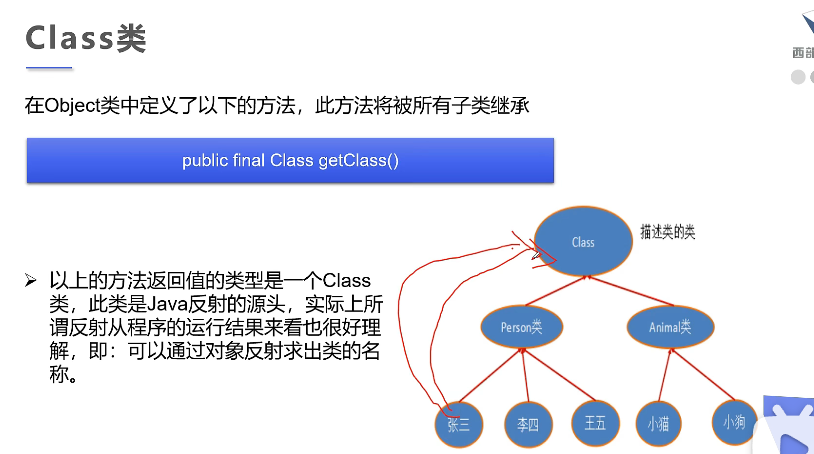 Class类
西部
在Object类中定义了以下的方法，此方法将被所有子类继承
public final Class getClass()
Class
描述类的类
以上的方法返回值的类型是一个Class
类，此类是Java反射的源头，实际上所
谓反射从程序的运行结果来看也很好理
解，即：可以通过对象反射求出类的名
称。
Person类
Animal类
张三
李四
王五
小猫
小狗